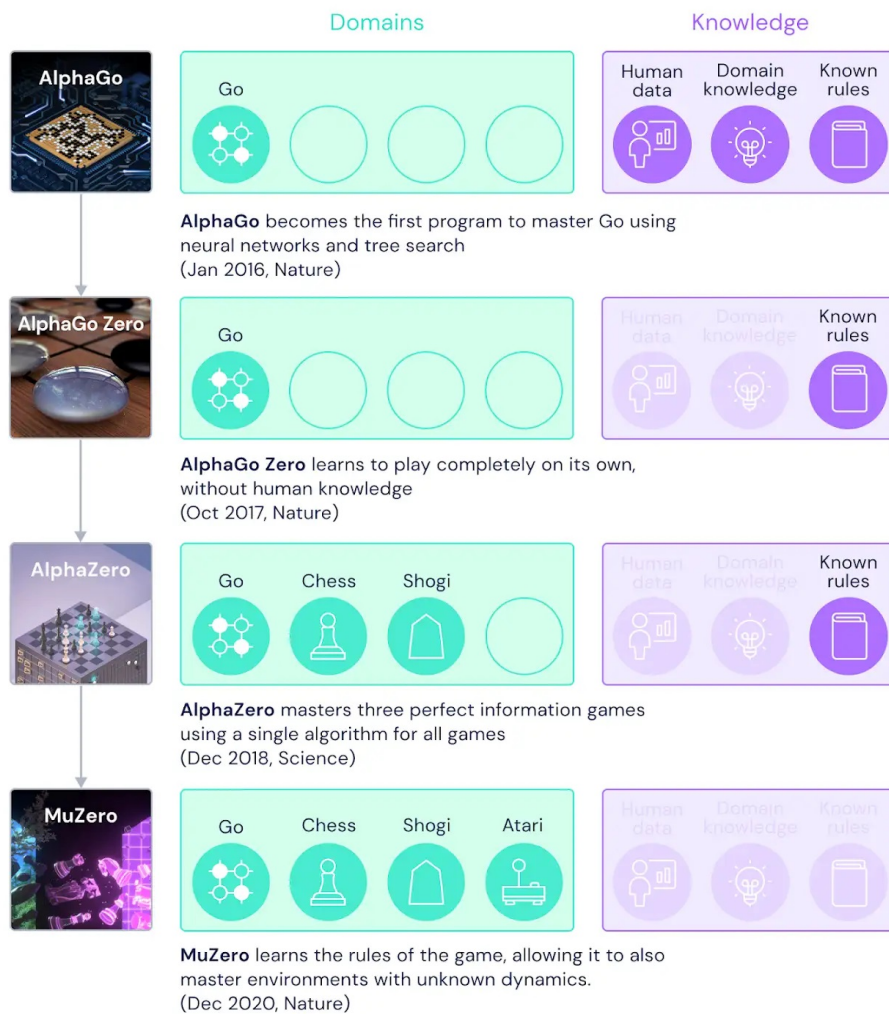 Domains
Knowledge
AlphaGo
Go
Human data
Domain knowledge
Known rules
AlphaGo becomes the first program to master Go using
neural networks and tree search
(Jan 2016, Nature)
AlphaGo Zero
Go
Human data
Domain knowledge
Known rules
AlphaGo Zero learns to play completely on its own,
without human knowledge
(Oct 2017, Nature)
AlphaZero
Go
Chess
Shogi
Human data
Domain knowledge
Known rules
AlphaZero masters three perfect information games
using a single algorithm for all games
(Dec 2018, Science)
MuZero
Go
Chess
Shogi
Atari
Human data
Domain knowledge
Known rules
MuZero learns the rules of the game, allowing it to also
master environments with unknown dynamics.
(Dec 2020, Nature)